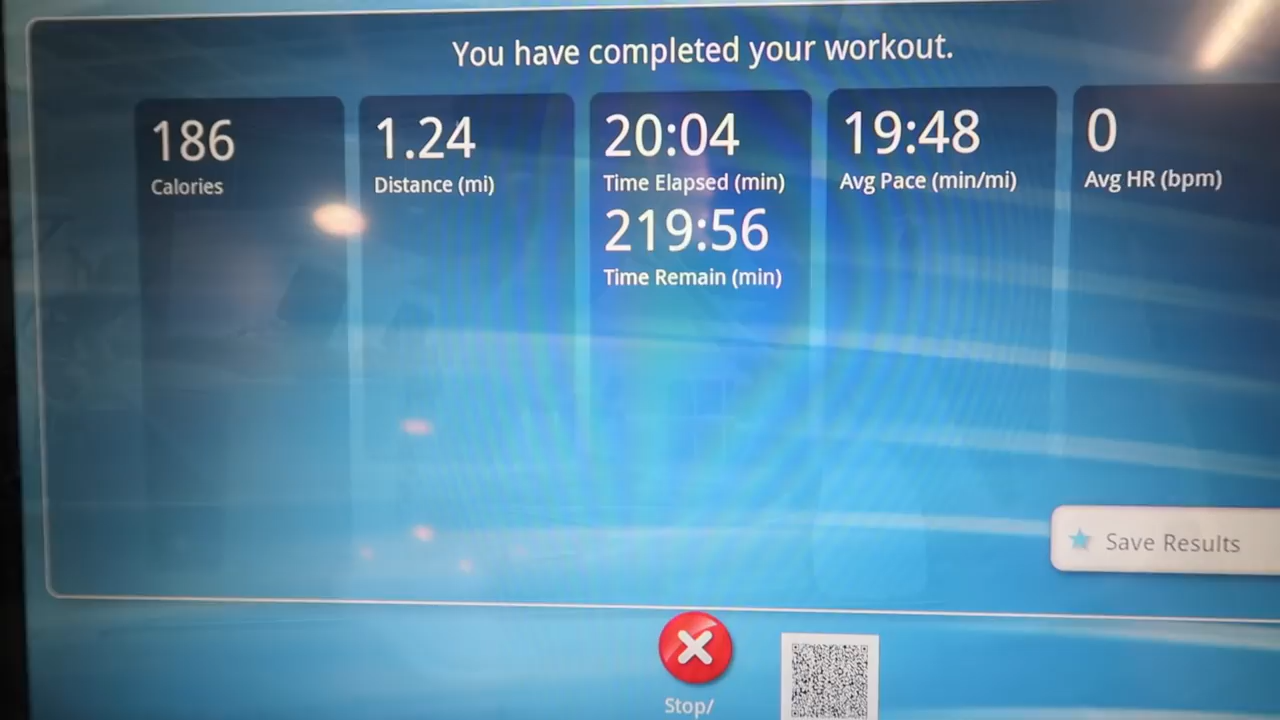 You have completed your workout.
186
Calories
1.24
Distance (mi)
20:04
Time Elapsed (min)
219:56
Time Remain (min)
19:48
Avg Pace (min/mi)
0
Avg HR (bpm)
Save Results
Stop/